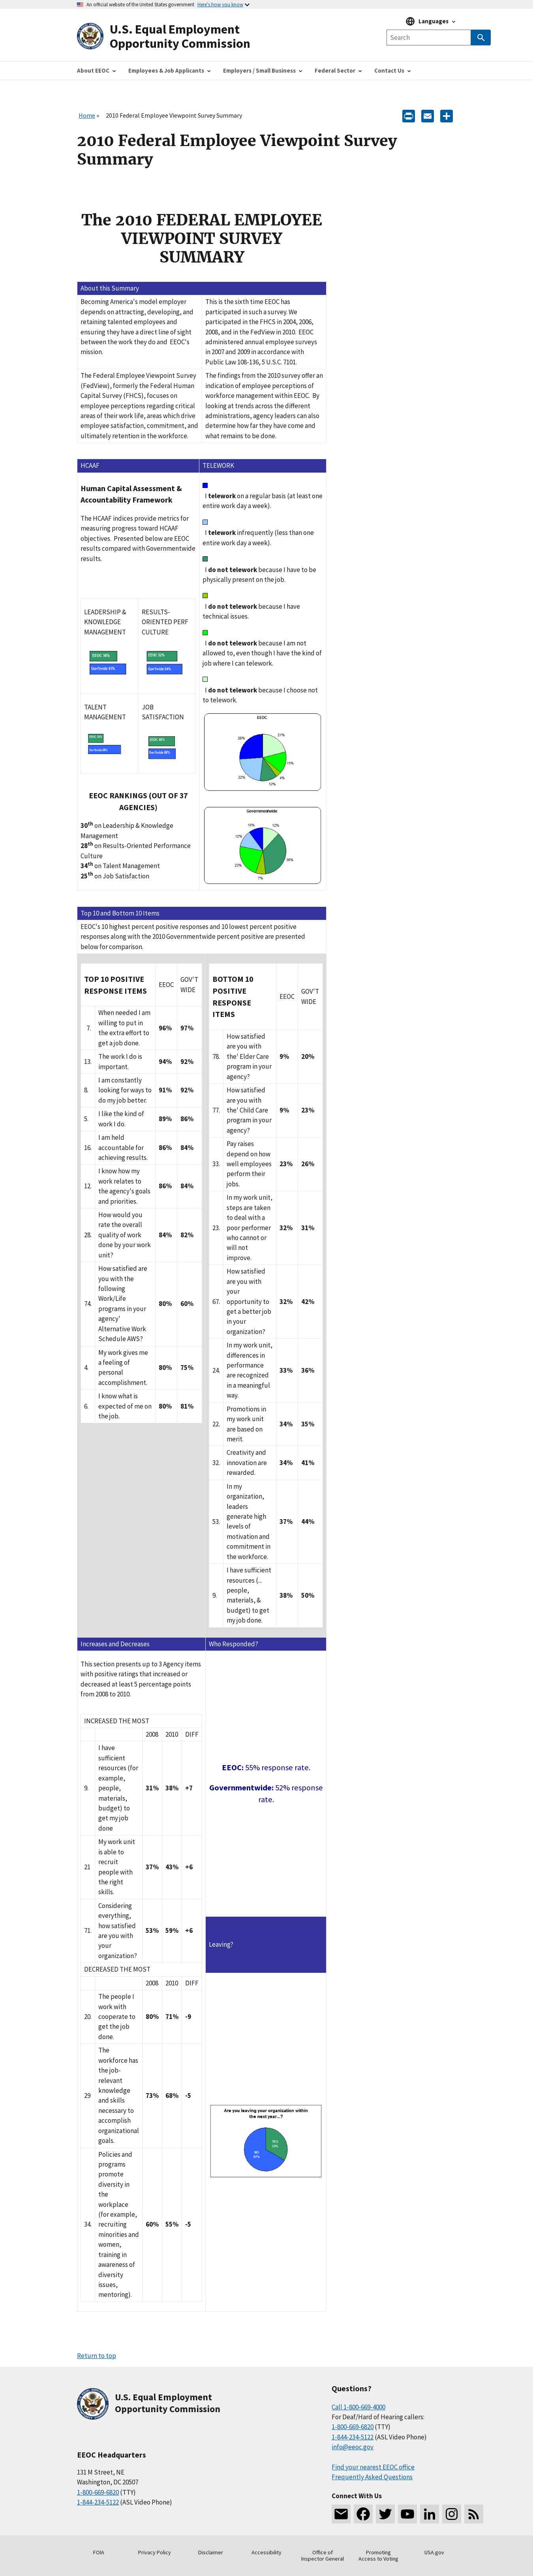 An official website of the United States government Here's how you know
U.S. Equal Employment
Opportunity Commission
Languages
Search
About EEOC
Employees & Job Applicants
Employers / Small Business
Federal Sector
Contact Us
Home » 2010 Federal Employee Viewpoint Survey Summary
2010 Federal Employee Viewpoint Survey
Summary
The 2010 FEDERAL EMPLOYEE
VIEWPOINT SURVEY
SUMMARY
About this Summary
Becoming America's model employer
depends on attracting, developing, and
retaining talented employees and
ensuring they have a direct line of sight
between the work they do and EEOC's
mission.
This is the sixth time EEOC has
participated in such a survey. We
participated in the FHCS in 2004, 2006,
2008, and in the FedView in 2010. EEOC
administered annual employee surveys
in 2007 and 2009 in accordance with
Public Law 108-136, 5 U.S.C. 7101.
The Federal Employee Viewpoint Survey
(FedView), formerly the Federal Human
Capital Survey (FHCS), focuses on
employee perceptions regarding critical
areas of their work life, areas which drive
employee satisfaction, commitment, and
ultimately retention in the workforce.
The findings from the 2010 survey offer an
indication of employee perceptions of
workforce management within EEOC. By
looking at trends across the different
administrations, agency leaders can also
determine how far they have come and
what remains to be done.
HCAAF
TELEWORK
Human Capital Assessment &
Accountability Framework
The HCAAF indices provide metrics for
measuring progress toward HCAAF
objectives. Presented below are EEOC
results compared with Governmentwide
results.
LEADERSHIP &
KNOWLEDGE
MANAGEMENT
RESULTS-
ORIENTED PERF
CULTURE
TALENT
MANAGEMENT
JOB
SATISFACTION
EEOC RANKINGS (OUT OF 37
AGENCIES)
30th on Leadership & Knowledge
Management
28th on Results-Oriented Performance
Culture
34th on Talent Management
25th on Job Satisfaction
I telework on a regular basis (at least one
entire work day a week).
I telework infrequently (less than one
entire work day a week).
I do not telework because I have to be
physically present on the job.
I do not telework because I have
technical issues.
I do not telework because I am not
allowed to, even though I have the kind of
job where I can telework.
I do not telework because I choose not
to telework.
EEOC
Governmentwide
Top 10 and Bottom 10 Items
EEOC's 10 highest percent positive responses and 10 lowest percent positive
responses along with the 2010 Governmentwide percent positive are presented
below for comparison.
TOP 10 POSITIVE
RESPONSE ITEMS
EEOC
GOV'T
WIDE
7. When needed I am
willing to put in
the extra effort to
get a job done.
96% 97%
13. The work I do is
important.
94% 92%
8. I am constantly
looking for ways to
do my job better.
91% 92%
5. I like the kind of
work I do.
89% 86%
16. I am held
accountable for
achieving results.
86% 84%
12. I know how my
work relates to
the agency's goals
and priorities.
86% 84%
28. How would you
rate the overall
quality of work
done by your work
unit?
84% 82%
74. How satisfied are
you with the
following
Work/Life
programs in your
agency'
Alternative Work
Schedule AWS?
80% 60%
4. My work gives me
a feeling of
personal
accomplishment.
80% 75%
6. I know what is
expected of me on
the job.
80% 81%
BOTTOM 10
POSITIVE
RESPONSE
ITEMS
EEOC
GOV'T
WIDE
78. How satisfied
are you with
the' Elder Care
program in your
agency?
9% 20%
77. How satisfied
are you with
the' Child Care
program in your
agency?
9% 23%
33. Pay raises
depend on how
well employees
perform their
jobs.
23% 26%
23. In my work unit,
steps are taken
to deal with a
poor performer
who cannot or
will not
improve.
32% 31%
67. How satisfied
are you with
your
opportunity to
get a better job
in your
organization?
32% 42%
24. In my work unit,
differences in
performance
are recognized
in a meaningful
way.
33% 36%
22. Promotions in
my work unit
are based on
merit.
34% 35%
32. Creativity and
innovation are
rewarded.
34% 41%
53. In my
organization,
leaders
generate high
levels of
motivation and
commitment in
the workforce.
37% 44%
9. I have sufficient
resources (...
people,
materials, &
budget) to get
my job done.
38% 50%
Increases and Decreases
Who Responded?
This section presents up to 3 Agency items
with positive ratings that increased or
decreased at least 5 percentage points
from 2008 to 2010.
INCREASED THE MOST
2008 2010 DIFF
9. I have
sufficient
resources (for
example,
people,
materials,
budget) to
get my job
done
31% 38% +7
21 My work unit
is able to
recruit
people with
the right
skills.
37% 43% +6
71. Considering
everything,
how satisfied
are you with
your
organization?
53% 59% +6
DECREASED THE MOST
2008 2010 DIFF
20. The people I
work with
cooperate to
get the job
done.
80% 71% -9
29 The
workforce has
the job-
relevant
knowledge
and skills
necessary to
accomplish
organizational
goals.
73% 68% -5
34. Policies and
programs
promote
diversity in
the
workplace
(for example,
recruiting
minorities and
women,
training in
awareness of
diversity
issues,
mentoring).
60% 55% -5
EEOC: 55% response rate.
Governmentwide: 52% response
rate.
Leaving?
Are you leaving your organization within
the next year...?
Return to top
U.S. Equal Employment
Opportunity Commission
EEOC Headquarters
131 M Street, NE
Washington, DC 20507
1-800-669-6820 (TTY)
1-844-234-5122 (ASL Video Phone)
Questions?
Call 1-800-669-4000
For Deaf/Hard of Hearing callers:
1-800-669-6820 (TTY)
1-844-234-5122 (ASL Video Phone)
info@eeoc.gov
Find your nearest EEOC office
Frequently Asked Questions
Connect With Us
FOIA
Privacy Policy
Disclaimer
Accessibility
Office of
Inspector General
Promoting
Access to Voting
USA.gov